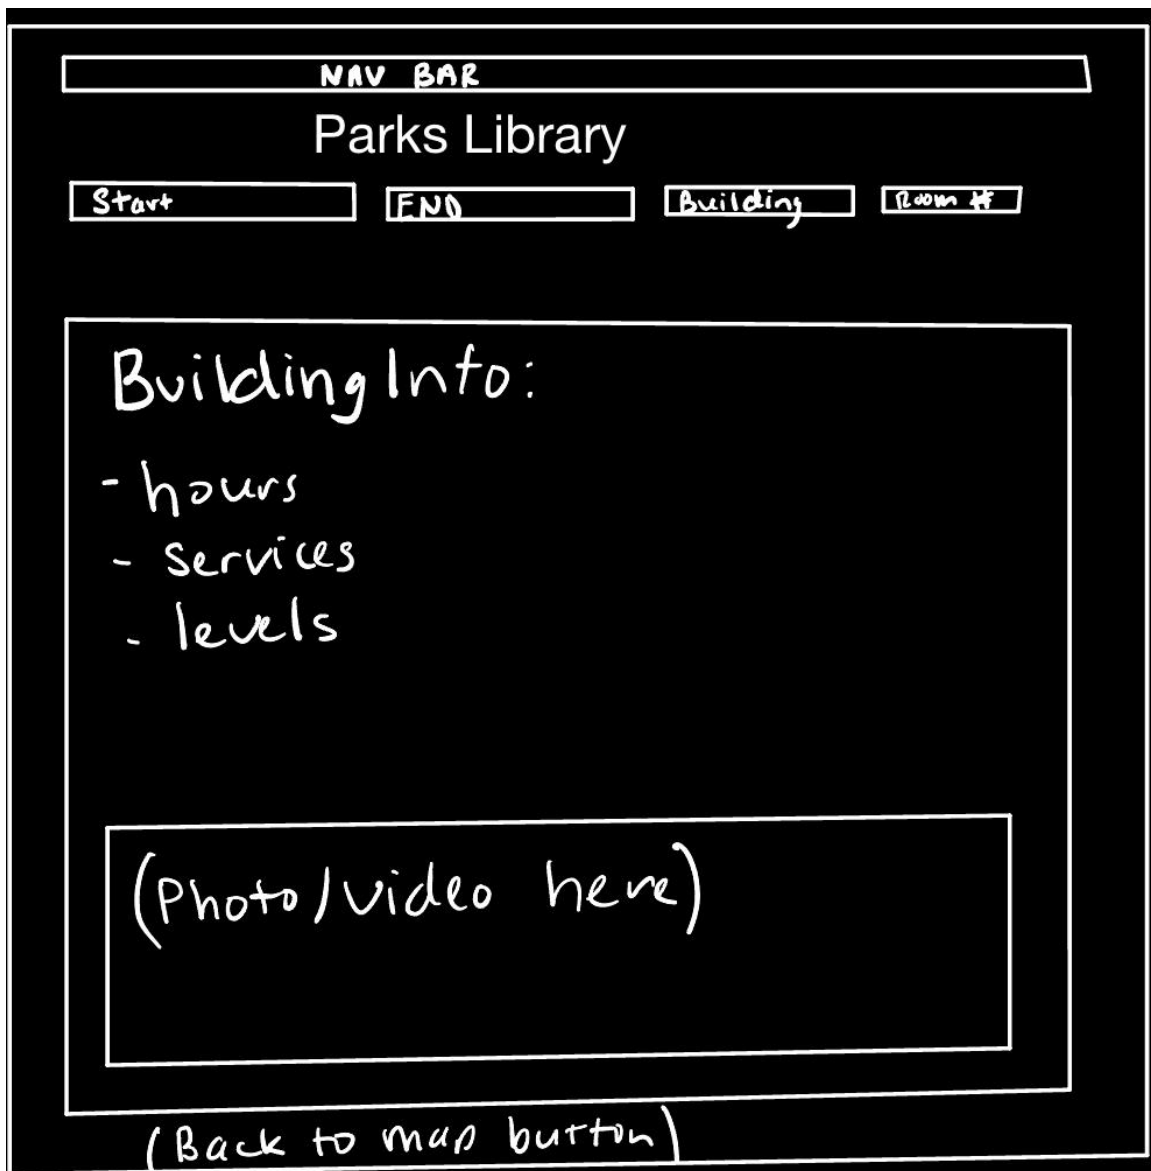 NAV BAR
Parks Library
Start END Building Room #
Building Info:
- hours
- services
- levels
(Photo/video here)
(Back to map button)